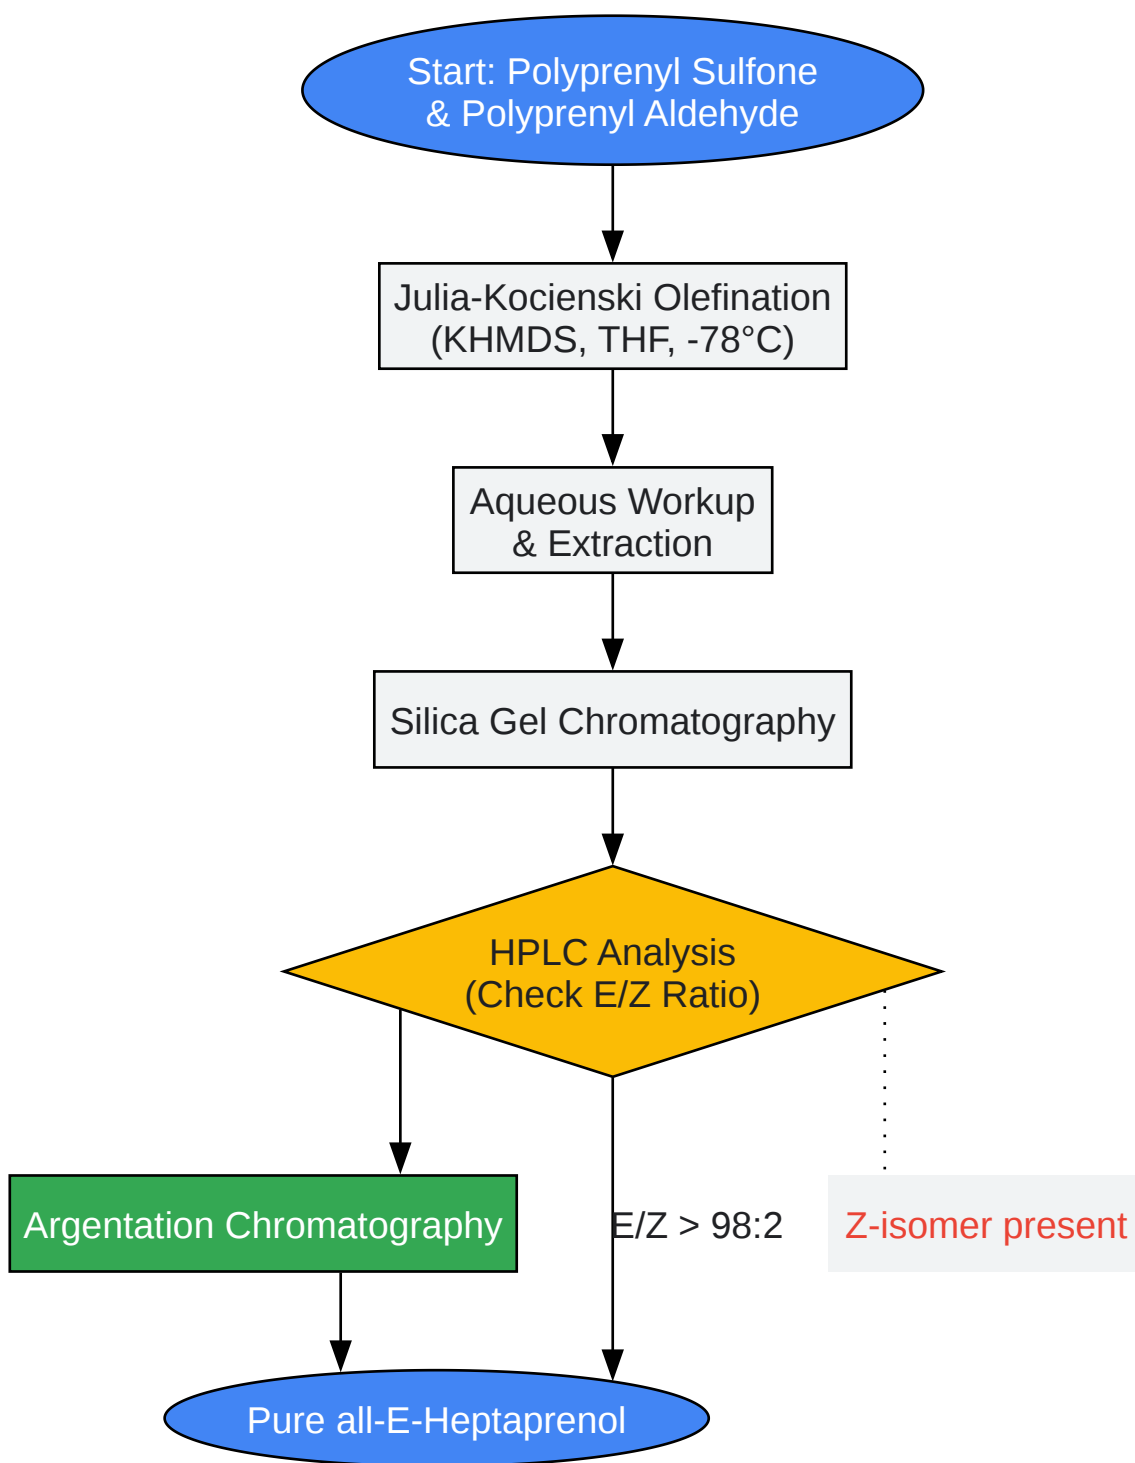 Start: Polyprenyl Sulfone
& Polyprenyl Aldehyde
Julia-Kocienski Olefination
(KHMDS, THF, -78°C)
Aqueous Workup
& Extraction
Silica Gel Chromatography
HPLC Analysis
(Check E/Z Ratio)
Argentation Chromatography
E/Z > 98:2
Z-isomer present
Pure all-E-Heptaprenol